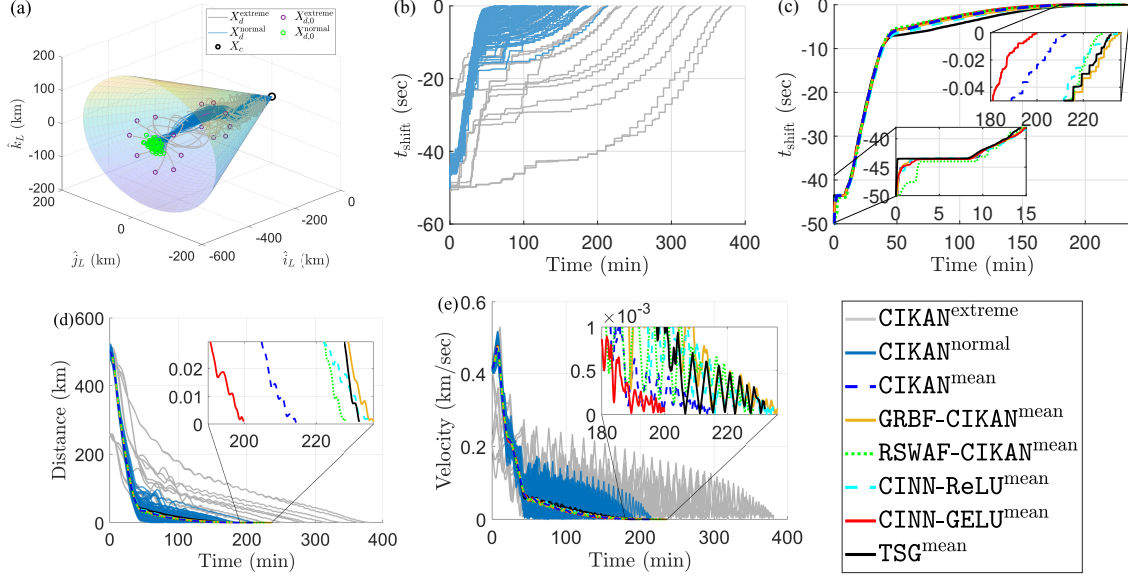 (a)
X_d^extreme
X_d^normal
X_c
X_{d,0}^extreme
X_{d,0}^normal
200
100
0
-100
-200
k̂_L (km)
200
0
-200
ĵ_L (km)
-600
-400
-200
0
î_L (km)
(b)
0
-20
-40
-60
t_shift (sec)
0 100 200 300 400
Time (min)
(c)
0
-10
-20
-30
-40
-50
t_shift (sec)
0 50 100 150 200
Time (min)
0
-0.02
-0.04
180 200 220
-40
-45
-50
0 5 10 15
(d)
600
400
200
0
Distance (km)
0 100 200 300 400
Time (min)
0.02
0.01
0
200 220
(e)
0.6
0.4
0.2
0
Velocity (km/sec)
0 100 200 300 400
Time (min)
×10^-3
1
0.5
0
180 200 220
CIKAN^extreme
CIKAN^normal
CIKAN^mean
GRBF-CIKAN^mean
RSWAF-CIKAN^mean
CINN-ReLU^mean
CINN-GELU^mean
TSG^mean